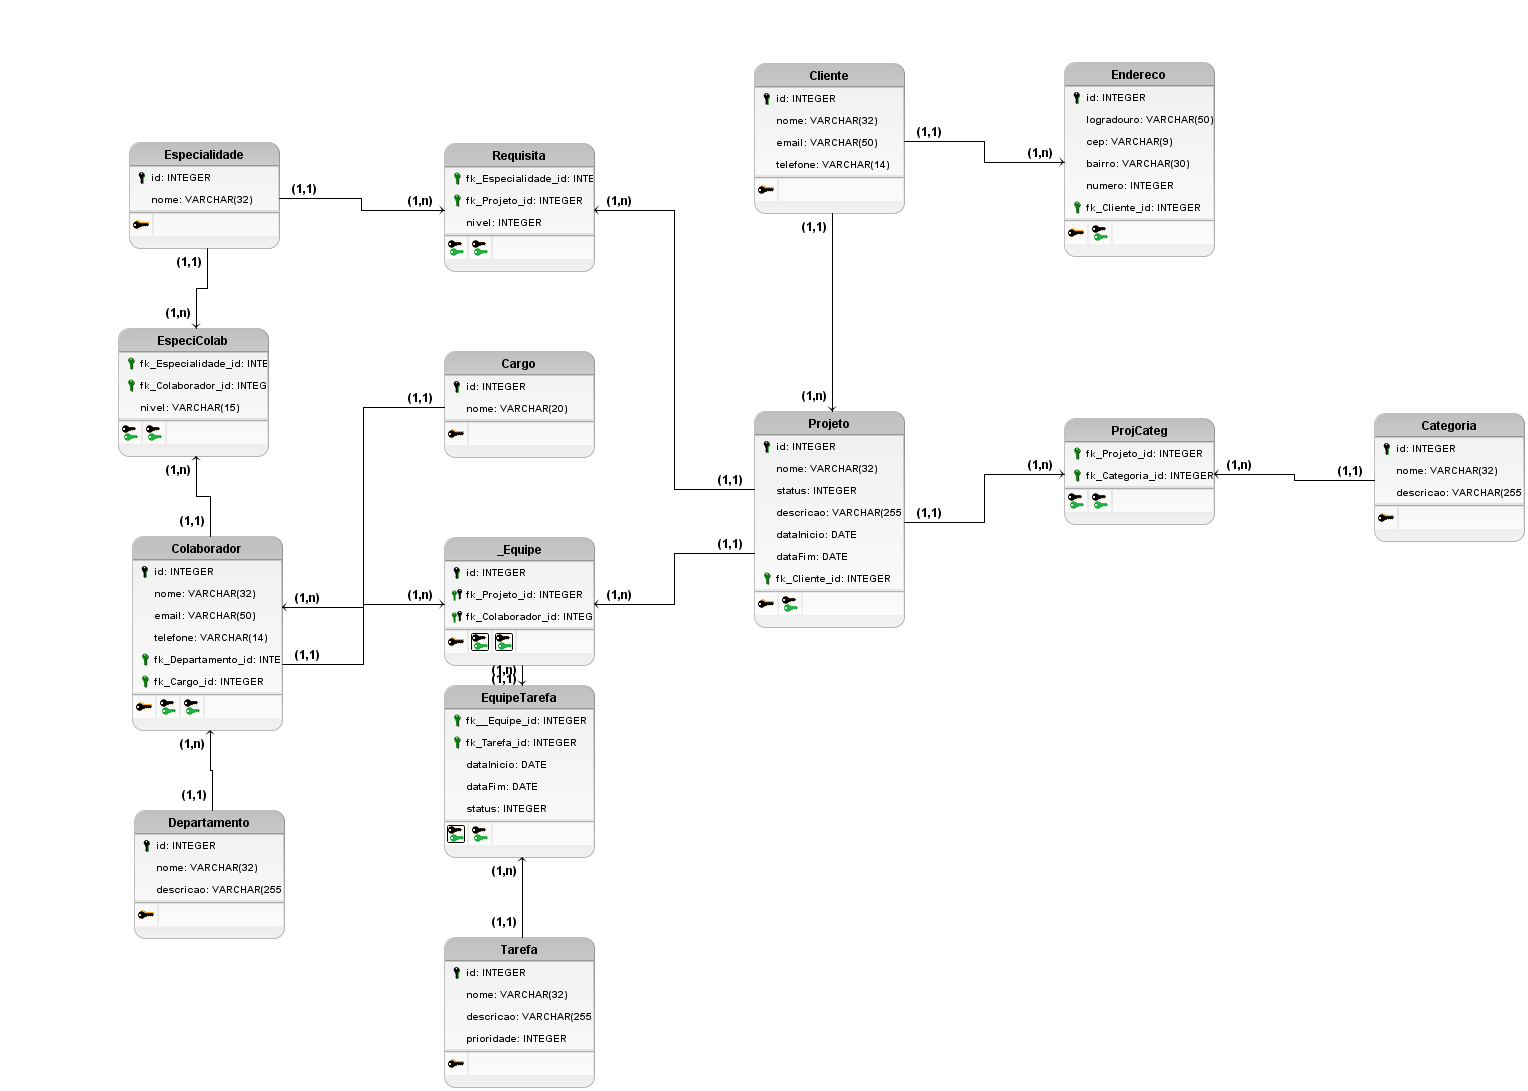 Cliente
id: INTEGER
nome: VARCHAR(32)
email: VARCHAR(50)
telefone: VARCHAR(14)
(1,1)
(1,1)
Endereco
id: INTEGER
logradouro: VARCHAR(50)
cep: VARCHAR(9)
bairro: VARCHAR(30)
numero: INTEGER
fk_Cliente_id: INTEGER
(1,n)
Especialidade
id: INTEGER
nome: VARCHAR(32)
(1,1)
(1,1)
Requisita
fk_Especialidade_id: INTE
fk_Projeto_id: INTEGER
nivel: INTEGER
(1,n)
(1,n)
(1,n)
EspeciColab
fk_Especialidade_id: INTE
fk_Colaborador_id: INTEG
nivel: VARCHAR(15)
(1,n)
Cargo
id: INTEGER
nome: VARCHAR(20)
(1,1)
(1,n)
Projeto
id: INTEGER
nome: VARCHAR(32)
status: INTEGER
descricao: VARCHAR(255
dataInicio: DATE
dataFim: DATE
fk_Cliente_id: INTEGER
(1,1)
(1,1)
(1,1)
ProjCateg
fk_Projeto_id: INTEGER
fk_Categoria_id: INTEGER
(1,n)
(1,n)
Categoria
id: INTEGER
nome: VARCHAR(32)
descricao: VARCHAR(255
(1,1)
(1,1)
Colaborador
id: INTEGER
nome: VARCHAR(32)
email: VARCHAR(50)
telefone: VARCHAR(14)
fk_Departamento_id: INTE
fk_Cargo_id: INTEGER
(1,n)
(1,1)
(1,n)
_Equipe
id: INTEGER
fk_Projeto_id: INTEGER
fk_Colaborador_id: INTEG
(1,n)
(1,n)
(1,n)
(1,1)
EquipeTarefa
fk__Equipe_id: INTEGER
fk_Tarefa_id: INTEGER
dataInicio: DATE
dataFim: DATE
status: INTEGER
(1,n)
(1,1)
Departamento
id: INTEGER
nome: VARCHAR(32)
descricao: VARCHAR(255
(1,1)
Tarefa
id: INTEGER
nome: VARCHAR(32)
descricao: VARCHAR(255
prioridade: INTEGER